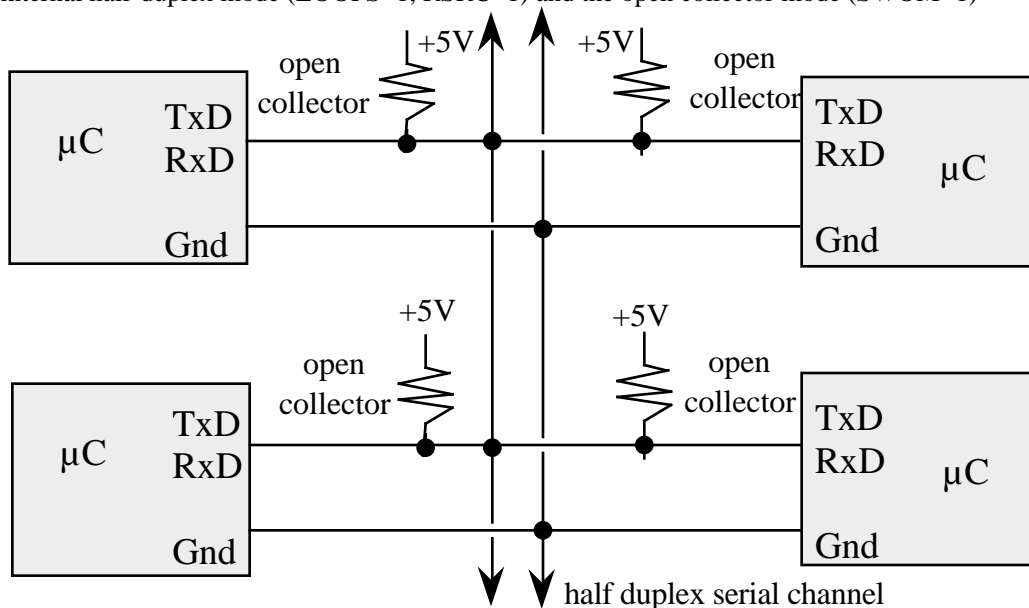 internal half-duplex mode (LOOPS=1, RSRC=1) and the open collector mode (SWOM=1)
+5V
open
collector
+5V
open
collector
µC
TxD
RxD
Gnd
TxD
RxD
µC
Gnd
+5V
open
collector
+5V
open
collector
µC
TxD
RxD
Gnd
TxD
RxD
µC
Gnd
half duplex serial channel